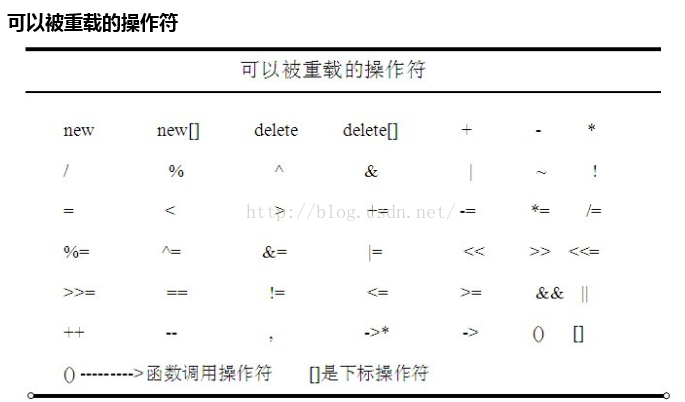 可以被重载的操作符
可以被重载的操作符
new new[] delete delete[] + - *
/ % ^ & | ~ !
= < > += -= *= /=
http://blog.csdn.net/
%= ^= &= |= << >> <<=
>>= == != <= >= && ||
++ -- , ->* -> () []
() ---------> 函数调用操作符 []是下标操作符